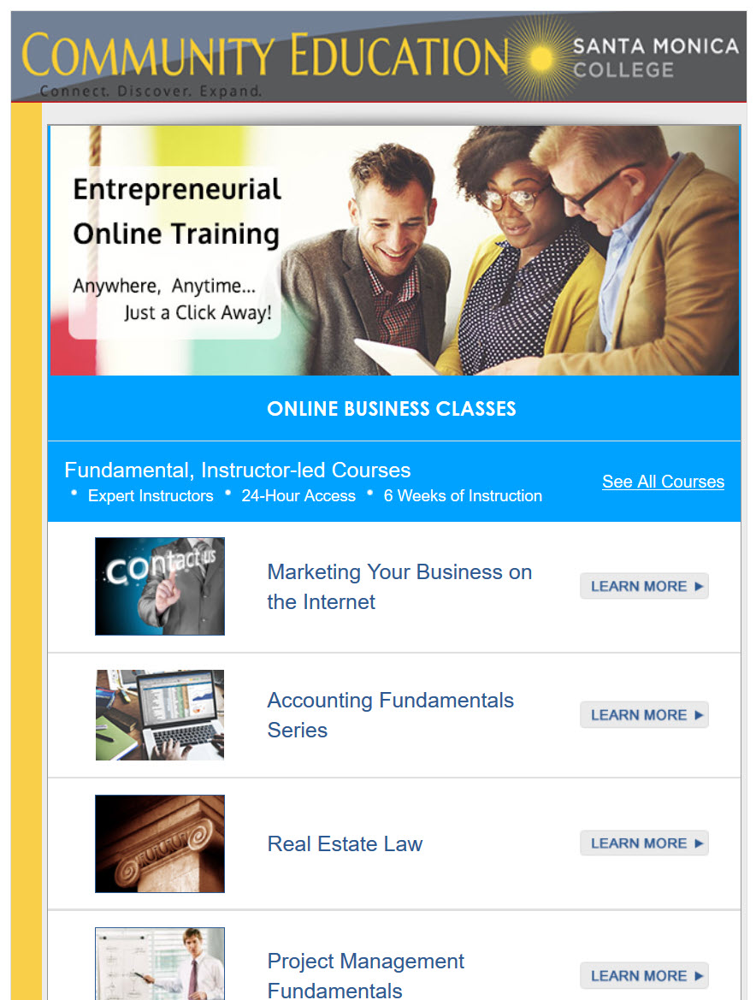 COMMUNITY EDUCATION
Connect. Discover. Expand.
SANTA MONICA
COLLEGE
Entrepreneurial
Online Training
Anywhere, Anytime...
Just a Click Away!
ONLINE BUSINESS CLASSES
Fundamental, Instructor-led Courses
• Expert Instructors • 24-Hour Access • 6 Weeks of Instruction
See All Courses
contact us
Marketing Your Business on
the Internet
LEARN MORE ▶
Accounting Fundamentals
Series
LEARN MORE ▶
Real Estate Law
LEARN MORE ▶
Project Management
Fundamentals
LEARN MORE ▶